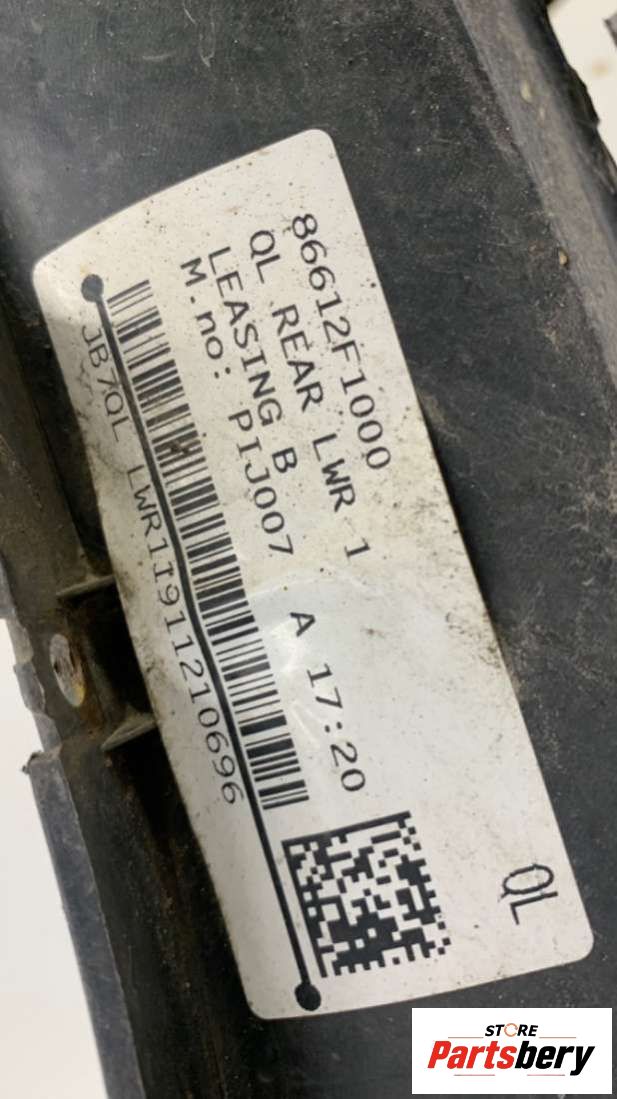 86612F1000
QL REAR LWR 1
LEASING B
M.no: PIJ007 A 17:20
JB7QL LWR1I911210696
QL
STORE
Partsbery